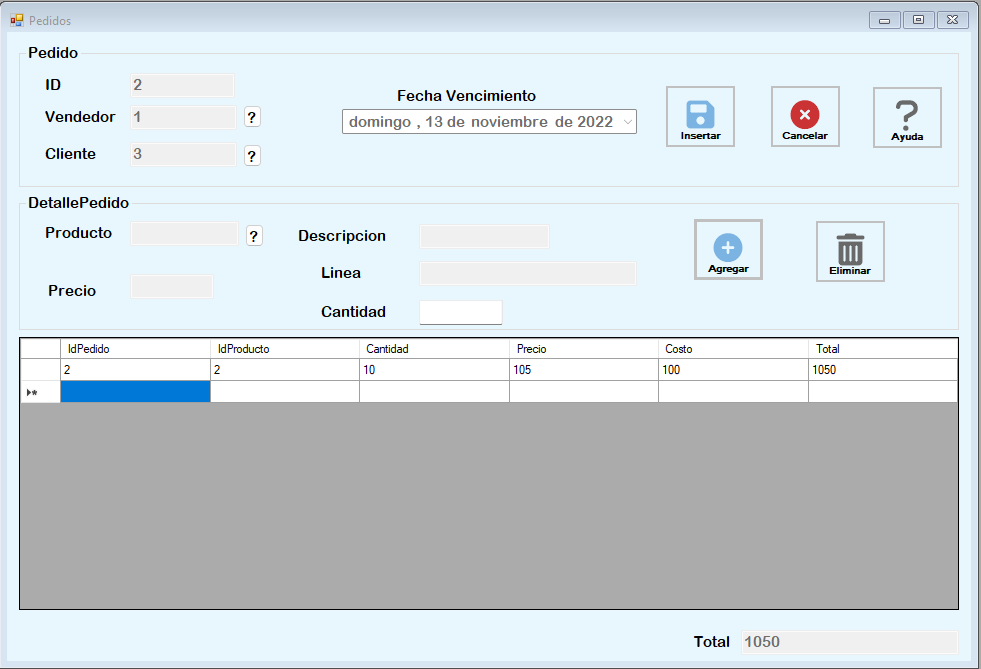 Pedidos
Pedido
ID 2
Vendedor 1 ?
Cliente 3 ?
Fecha Vencimiento
domingo , 13 de noviembre de 2022
Insertar
Cancelar
Ayuda
DetallePedido
Producto ?
Precio
Descripcion
Linea
Cantidad
Agregar
Eliminar
IdPedido IdProducto Cantidad Precio Costo Total
2 2 10 105 100 1050
Total 1050